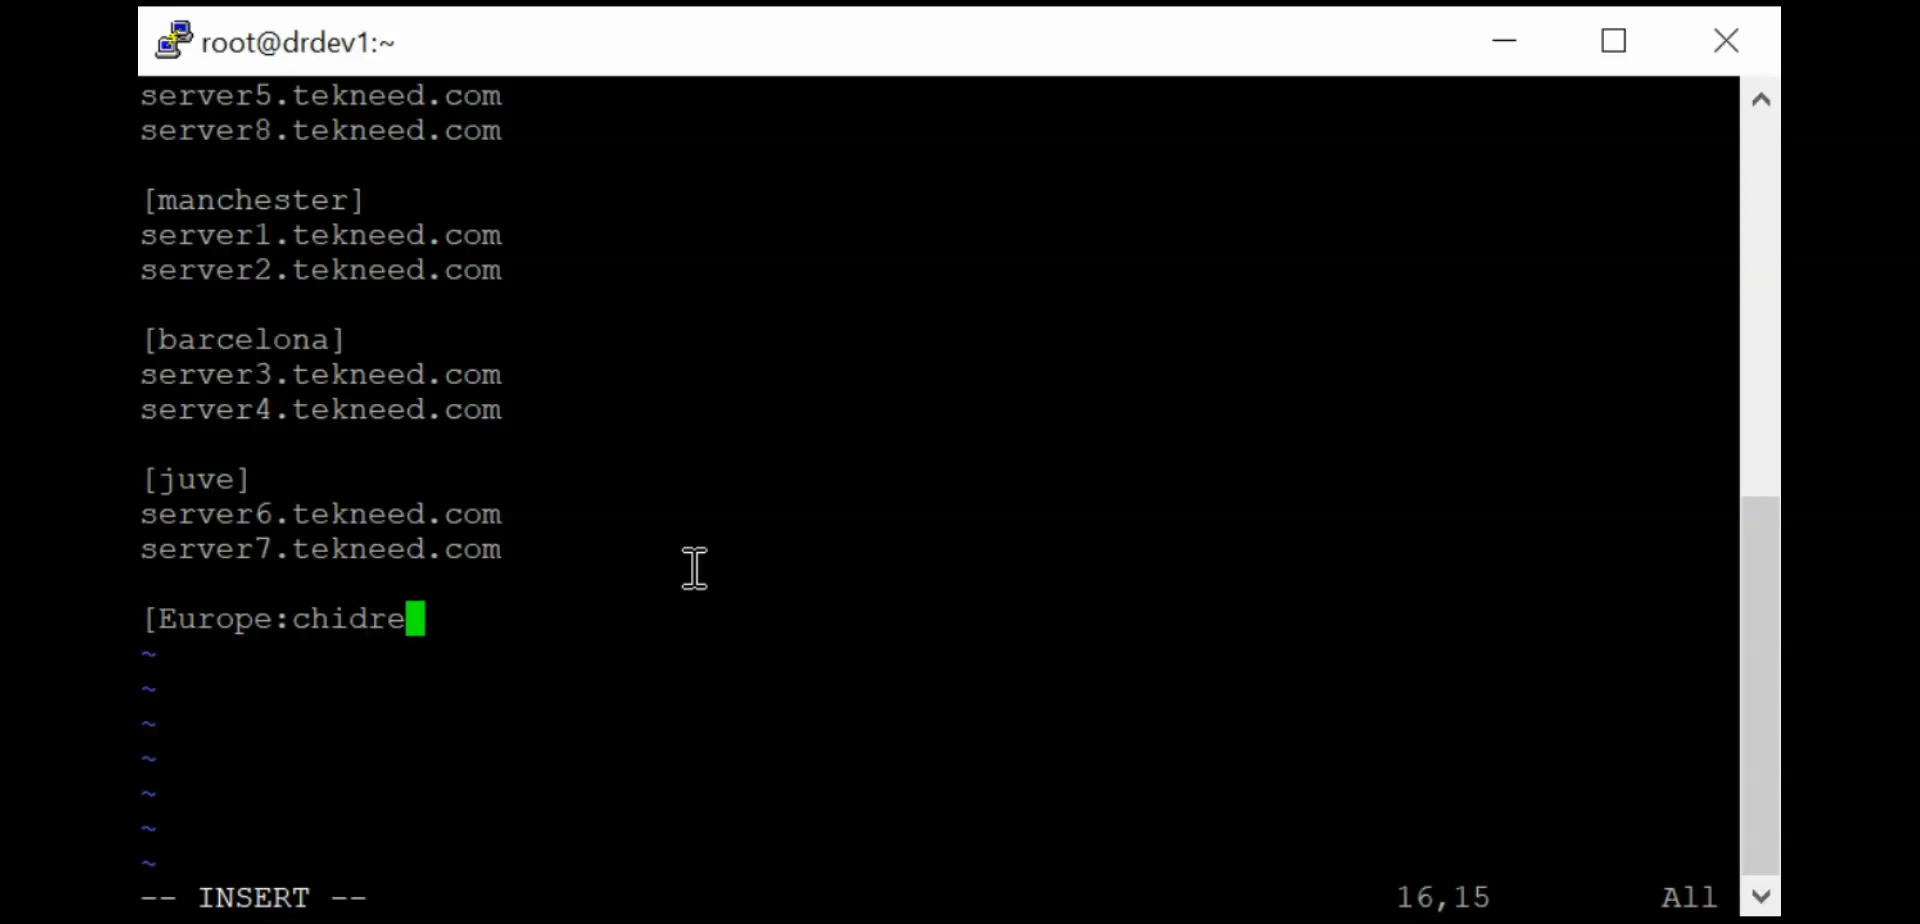 root@drdev1:~
server5.tekneed.com
server8.tekneed.com
[manchester]
server1.tekneed.com
server2.tekneed.com
[barcelona]
server3.tekneed.com
server4.tekneed.com
[juve]
server6.tekneed.com
server7.tekneed.com
[Europe:chidre
~
~
~
~
~
~
~
-- INSERT -- 16,15 All